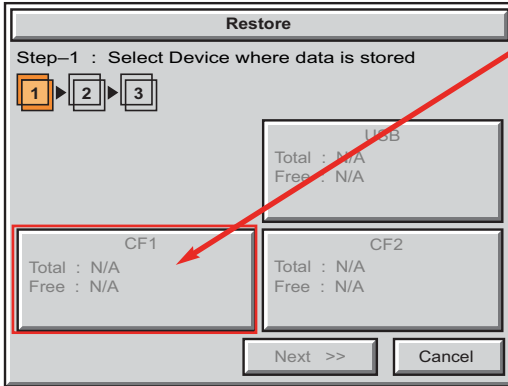 Restore
Step–1 : Select Device where data is stored
1 2 3
USB
Total : N/A
Free : N/A
CF1
Total : N/A
Free : N/A
CF2
Total : N/A
Free : N/A
Next >>
Cancel